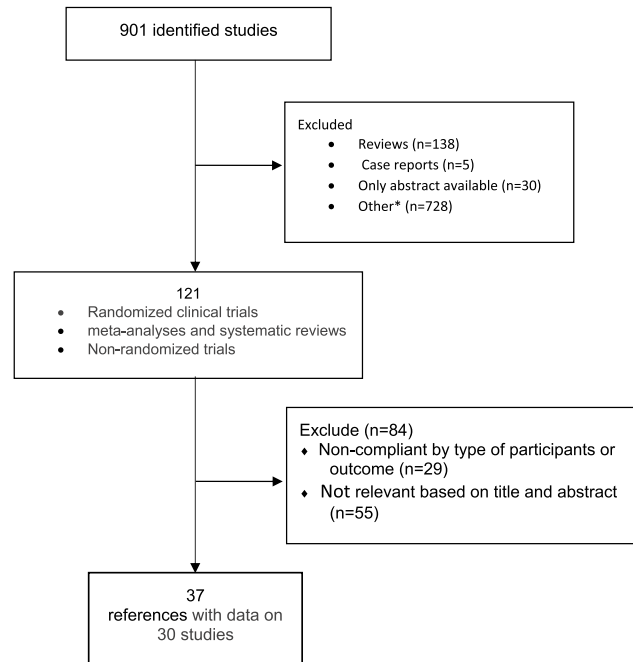 901 identified studies
Excluded
• Reviews (n=138)
• Case reports (n=5)
• Only abstract available (n=30)
• Other* (n=728)
121
• Randomized clinical trials
• meta-analyses and systematic reviews
• Non-randomized trials
Exclude (n=84)
♦ Non-compliant by type of participants or
outcome (n=29)
♦ Not relevant based on title and abstract
(n=55)
37
references with data on
30 studies